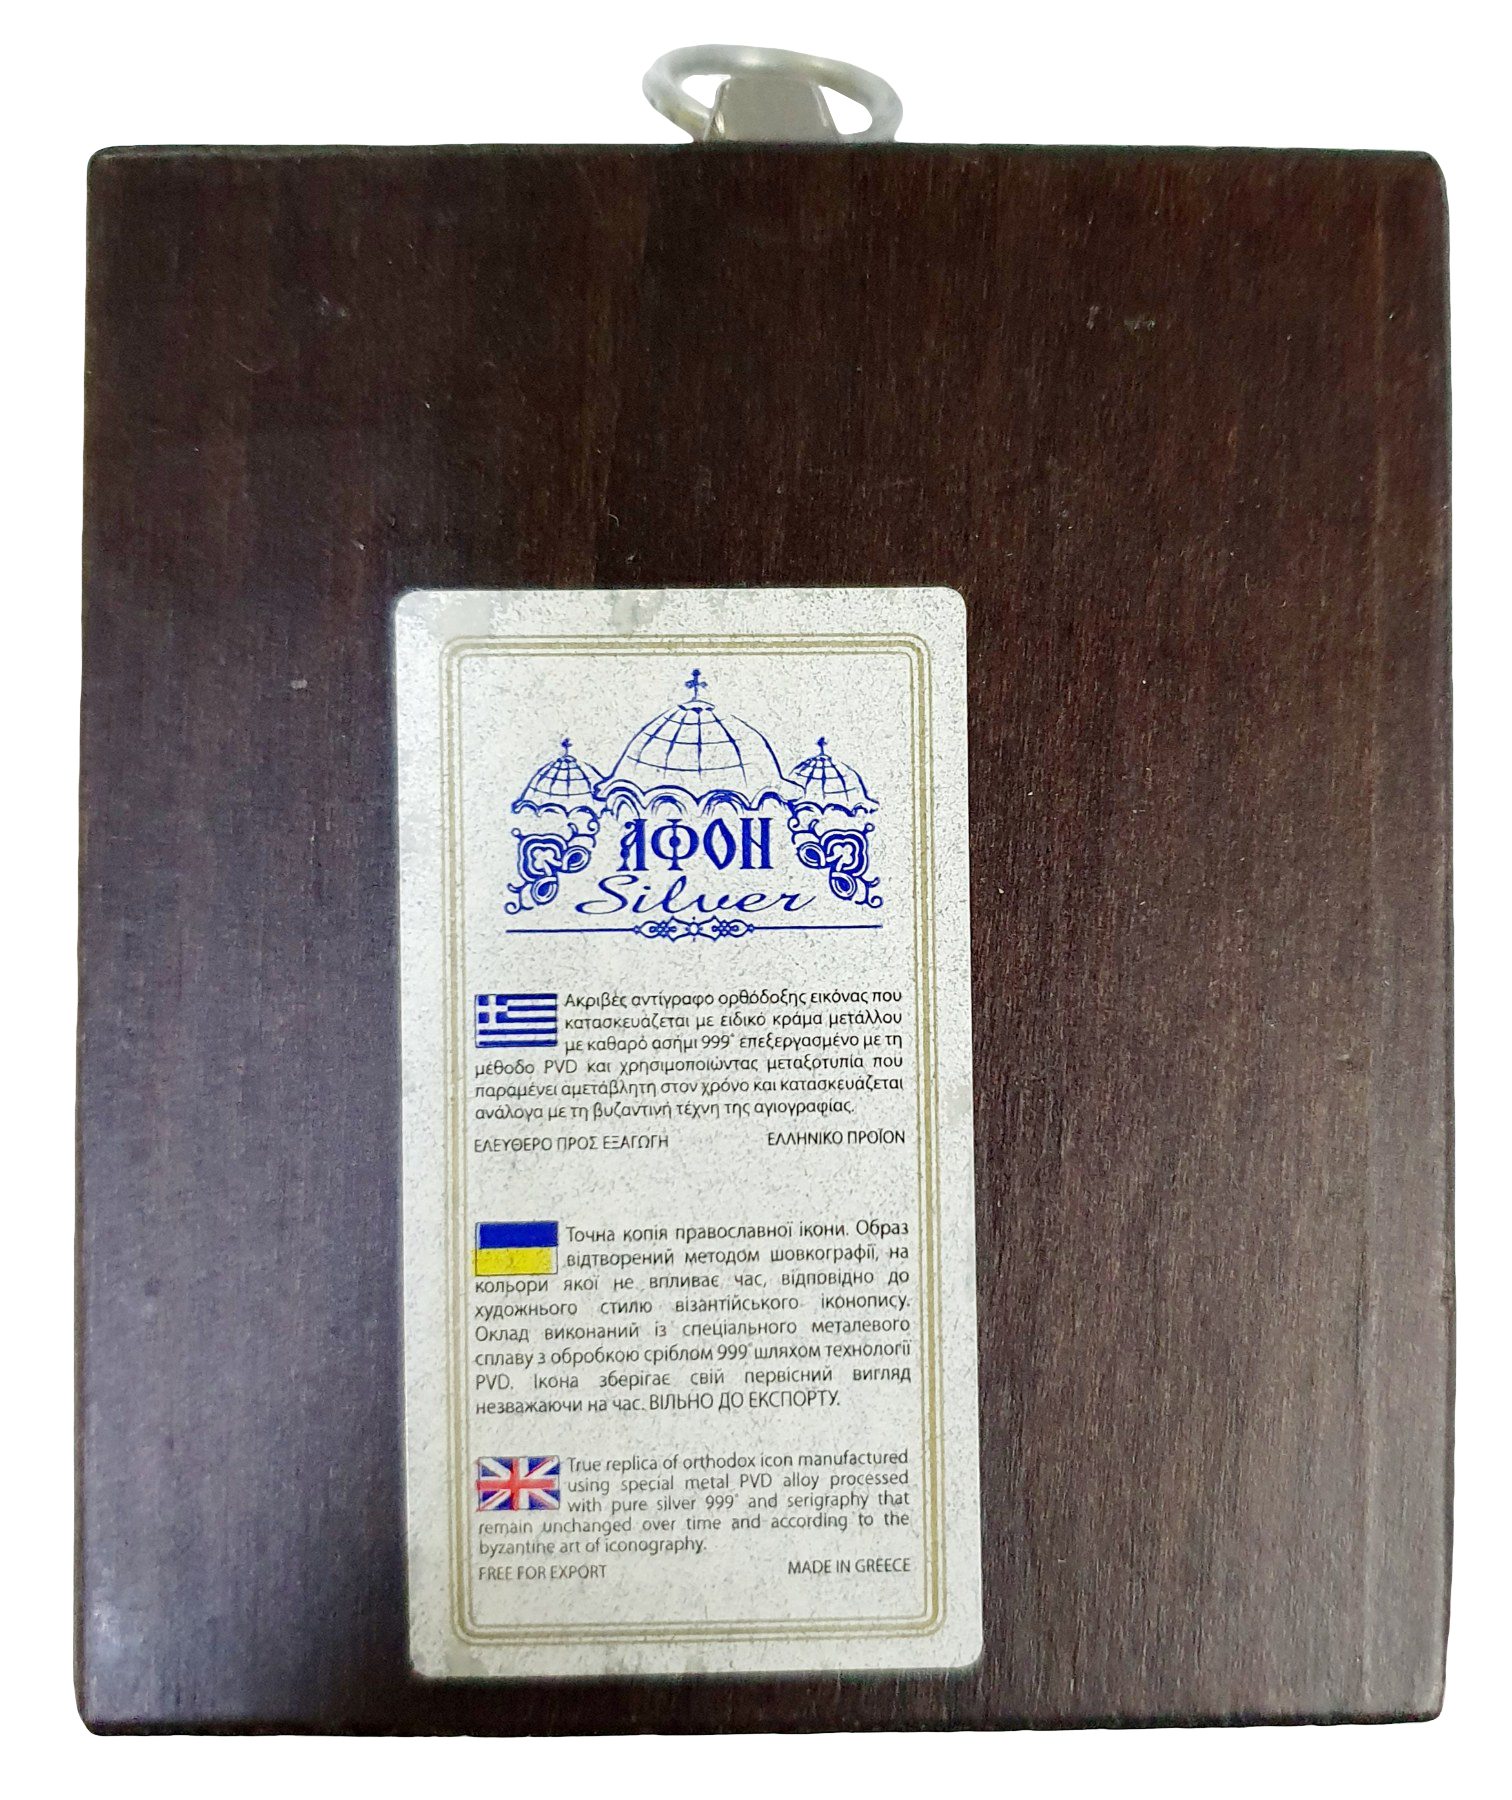 АФОН
Silver
Ακριβές αντίγραφο ορθόδοξης εικόνας που
κατασκευάζεται με ειδικό κράμα μετάλλου
με καθαρό ασήμι 999° επεξεργασμένο με τη
μέθοδο PVD και χρησιμοποιώντας μεταξοτυπία που
παραμένει αμετάβλητη στον χρόνο και κατασκευάζεται
ανάλογα με τη βυζαντινή τέχνη της αγιογραφίας.
ΕΛΕΥΘΕΡΟ ΠΡΟΣ ΕΞΑΓΩΓΗ ΕΛΛΗΝΙΚΟ ΠΡΟΪΟΝ
Точна копія православної ікони. Образ
відтворений методом шовкографії, на
кольори якої не впливає час, відповідно до
художнього стилю візантійського іконопису.
Оклад виконаний із спеціального металевого
сплаву з обробкою сріблом 999° шляхом технології
PVD. Ікона зберігає свій первісний вигляд
незважаючи на час. ВІЛЬНО ДО ЕКСПОРТУ.
True replica of orthodox icon manufactured
using special metal PVD alloy processed
with pure silver 999° and serigraphy that
remain unchanged over time and according to the
byzantine art of iconography.
FREE FOR EXPORT MADE IN GREECE